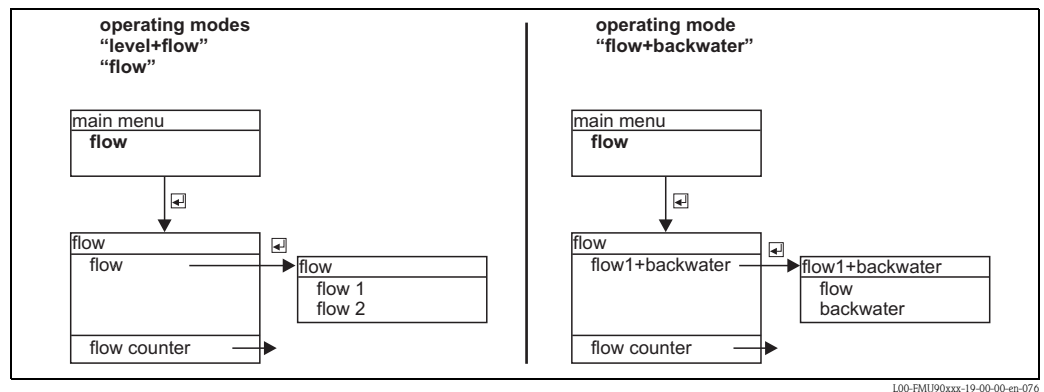 operating modes
“level+flow”
“flow”
main menu
flow
flow
flow
flow counter
flow
flow 1
flow 2
operating mode
“flow+backwater”
main menu
flow
flow
flow1+backwater
flow counter
flow1+backwater
flow
backwater
L00-FMU90xxx-19-00-00-en-076